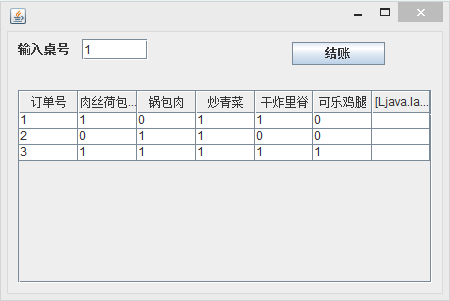 输入桌号 1 结账
订单号 肉丝荷包... 锅包肉 炒青菜 干炸里脊 可乐鸡腿 [Ljava.la...
1 1 0 1 1 0
2 0 1 1 0 0
3 1 1 1 1 1